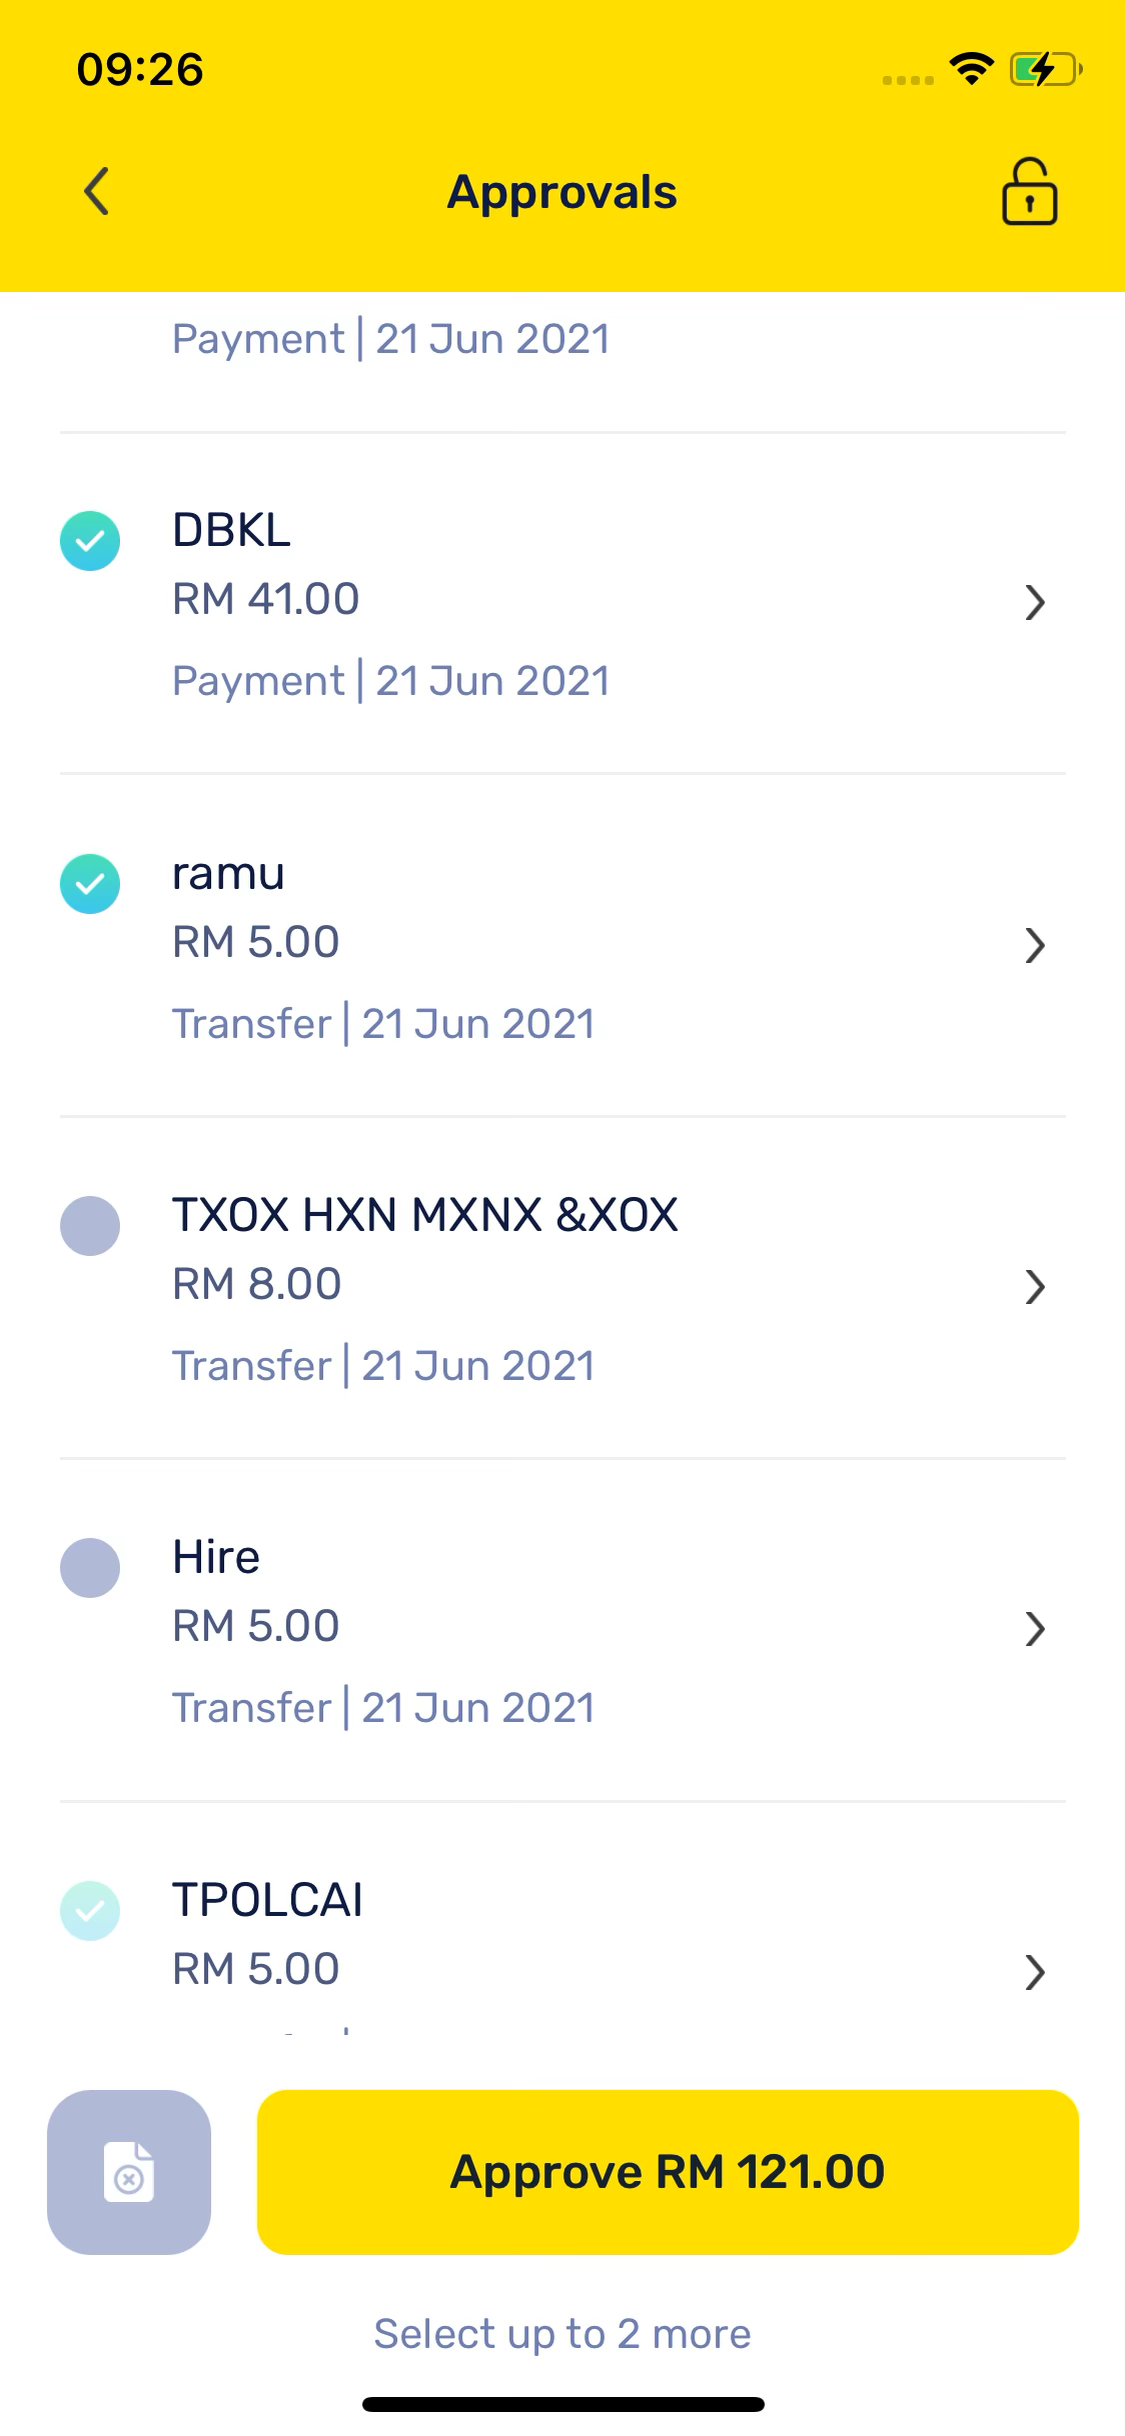 09:26
Approvals
Payment | 21 Jun 2021
DBKL
RM 41.00
Payment | 21 Jun 2021
ramu
RM 5.00
Transfer | 21 Jun 2021
TXOX HXN MXNX &XOX
RM 8.00
Transfer | 21 Jun 2021
Hire
RM 5.00
Transfer | 21 Jun 2021
TPOLCAI
RM 5.00
Approve RM 121.00
Select up to 2 more